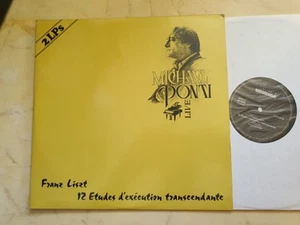 2 LPs
MICHAEL
PONTI
LIVE
Franz Liszt
12 Etudes d'exécution transcendante